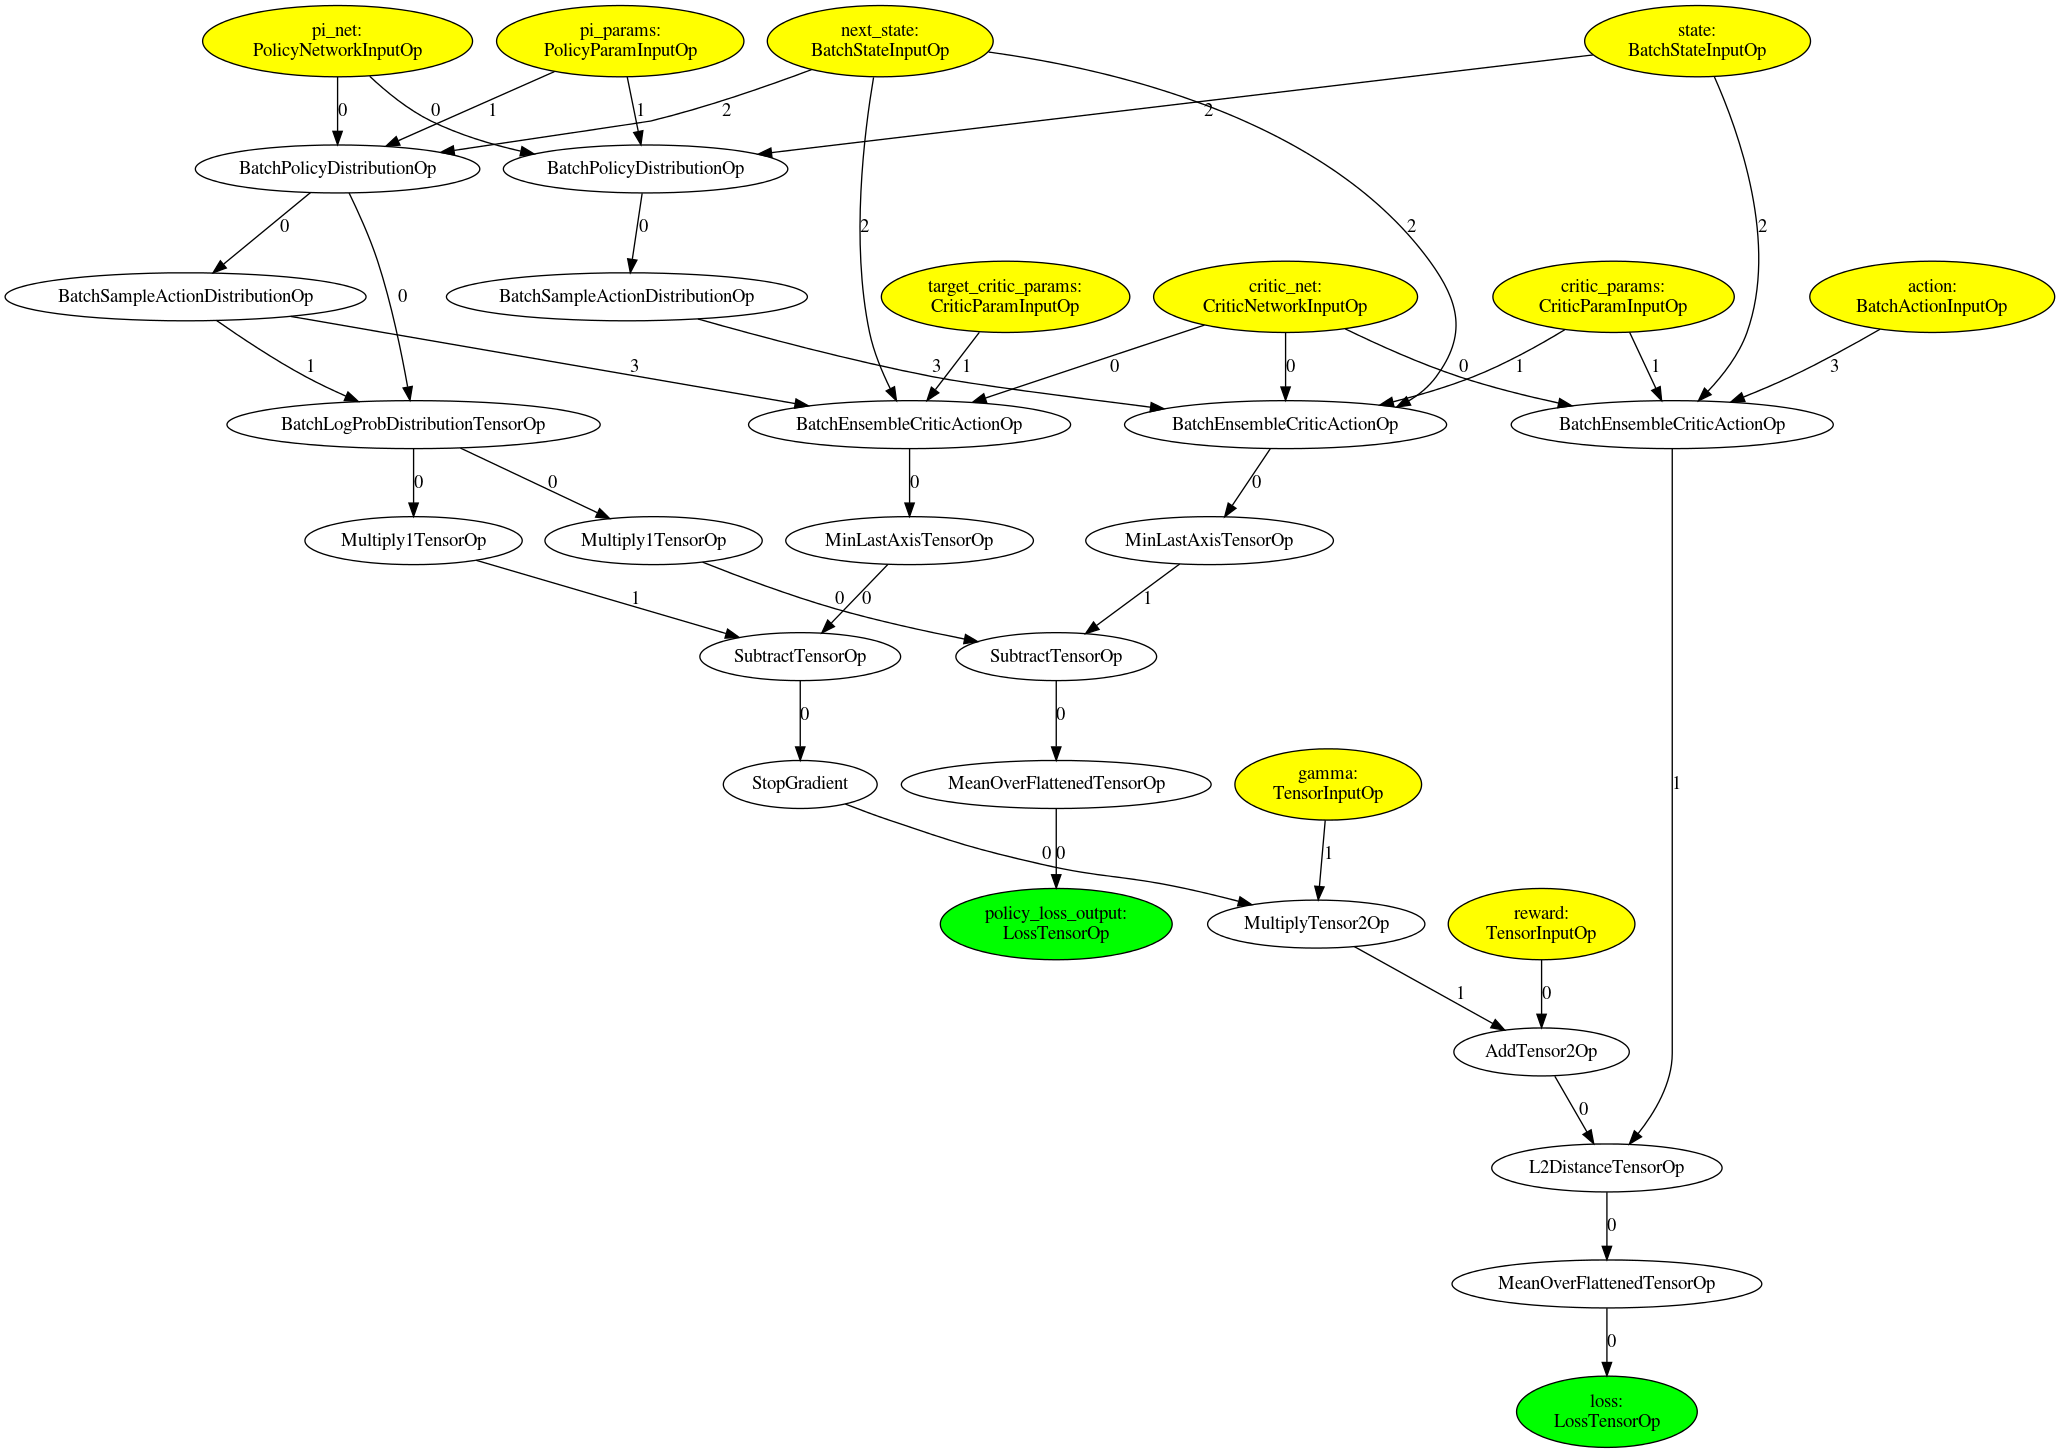 pi_net:
PolicyNetworkInputOp
pi_params:
PolicyParamInputOp
next_state:
BatchStateInputOp
state:
BatchStateInputOp
0
0
1
1
2
2
BatchPolicyDistributionOp
BatchPolicyDistributionOp
0
0
2
2
2
BatchSampleActionDistributionOp
BatchSampleActionDistributionOp
target_critic_params:
CriticParamInputOp
critic_net:
CriticNetworkInputOp
critic_params:
CriticParamInputOp
action:
BatchActionInputOp
0
1
3
3
1
0
0
0
1
1
3
BatchLogProbDistributionTensorOp
BatchEnsembleCriticActionOp
BatchEnsembleCriticActionOp
BatchEnsembleCriticActionOp
0
0
0
0
Multiply1TensorOp
Multiply1TensorOp
MinLastAxisTensorOp
MinLastAxisTensorOp
1
0
0
1
SubtractTensorOp
SubtractTensorOp
0
0
StopGradient
MeanOverFlattenedTensorOp
gamma:
TensorInputOp
1
0
0
1
policy_loss_output:
LossTensorOp
MultiplyTensor2Op
reward:
TensorInputOp
1
0
AddTensor2Op
0
L2DistanceTensorOp
0
MeanOverFlattenedTensorOp
0
loss:
LossTensorOp